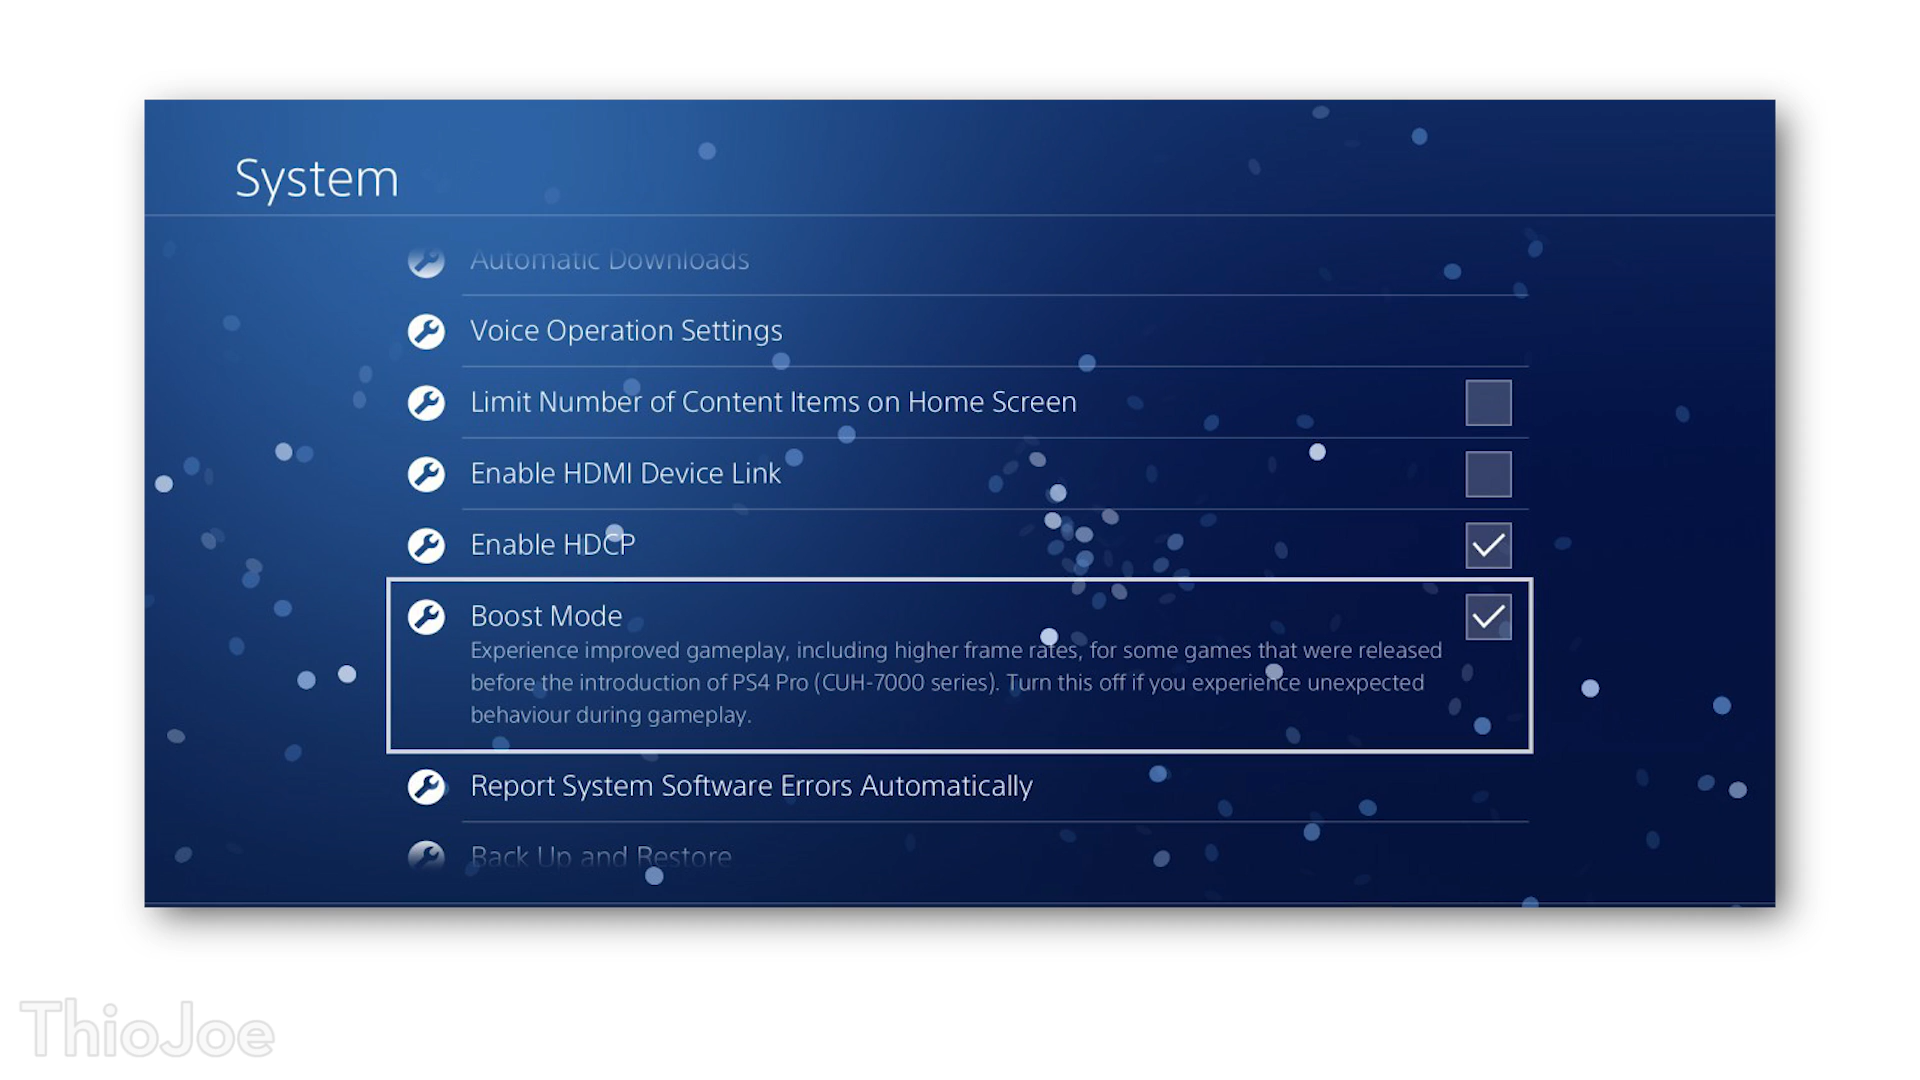 System
Automatic Downloads
Voice Operation Settings
Limit Number of Content Items on Home Screen
Enable HDMI Device Link
Enable HDCP
Boost Mode
Experience improved gameplay, including higher frame rates, for some games that were released
before the introduction of PS4 Pro (CUH-7000 series). Turn this off if you experience unexpected
behaviour during gameplay.
Report System Software Errors Automatically
Back Up and Restore
ThioJoe